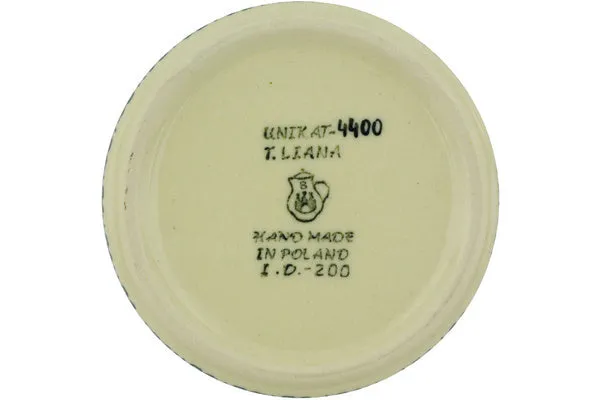 UNIKAT-4400
T. LIANA
B
HAND MADE
IN POLAND
I.D.-200